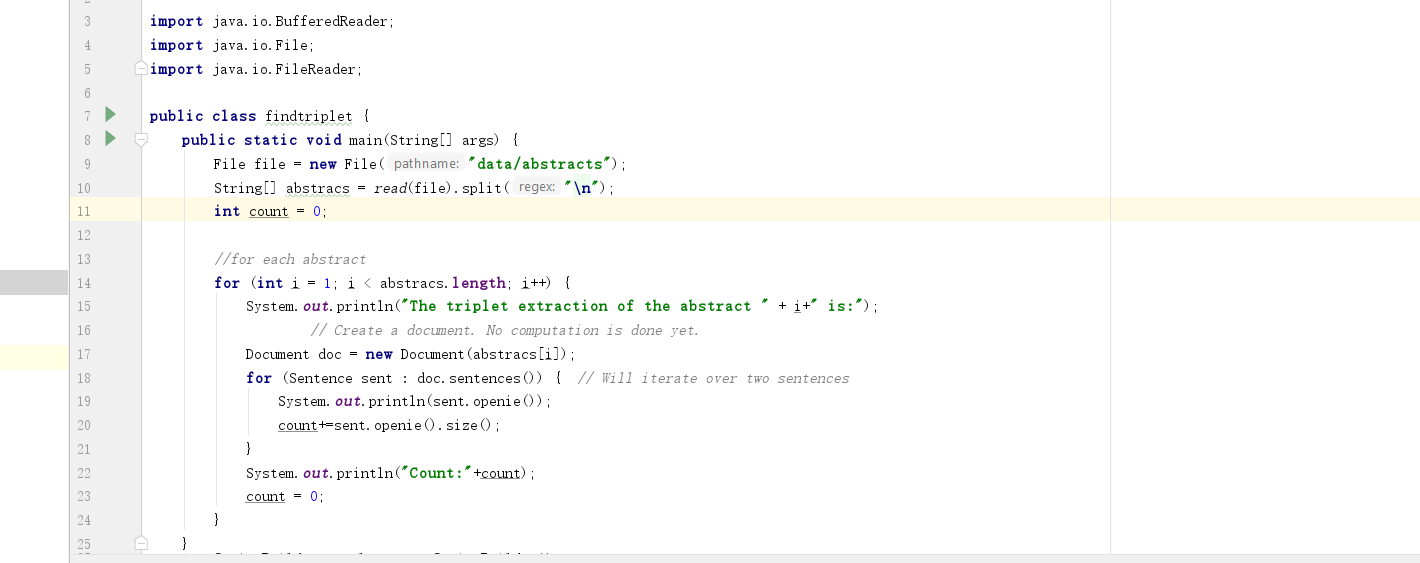 3 import java.io.BufferedReader;
4 import java.io.File;
5 import java.io.FileReader;
6
7 public class findtriplet {
8 public static void main(String[] args) {
9 File file = new File( pathname: "data/abstracts");
10 String[] abstracs = read(file).split( regex: "\n");
11 int count = 0;
12
13 //for each abstract
14 for (int i = 1; i < abstracs.length; i++) {
15 System.out.println("The triplet extraction of the abstract " + i+" is:");
16 // Create a document. No computation is done yet.
17 Document doc = new Document(abstracs[i]);
18 for (Sentence sent : doc.sentences()) { // Will iterate over two sentences
19 System.out.println(sent.openie());
20 count+=sent.openie().size();
21 }
22 System.out.println("Count:"+count);
23 count = 0;
24 }
25 }